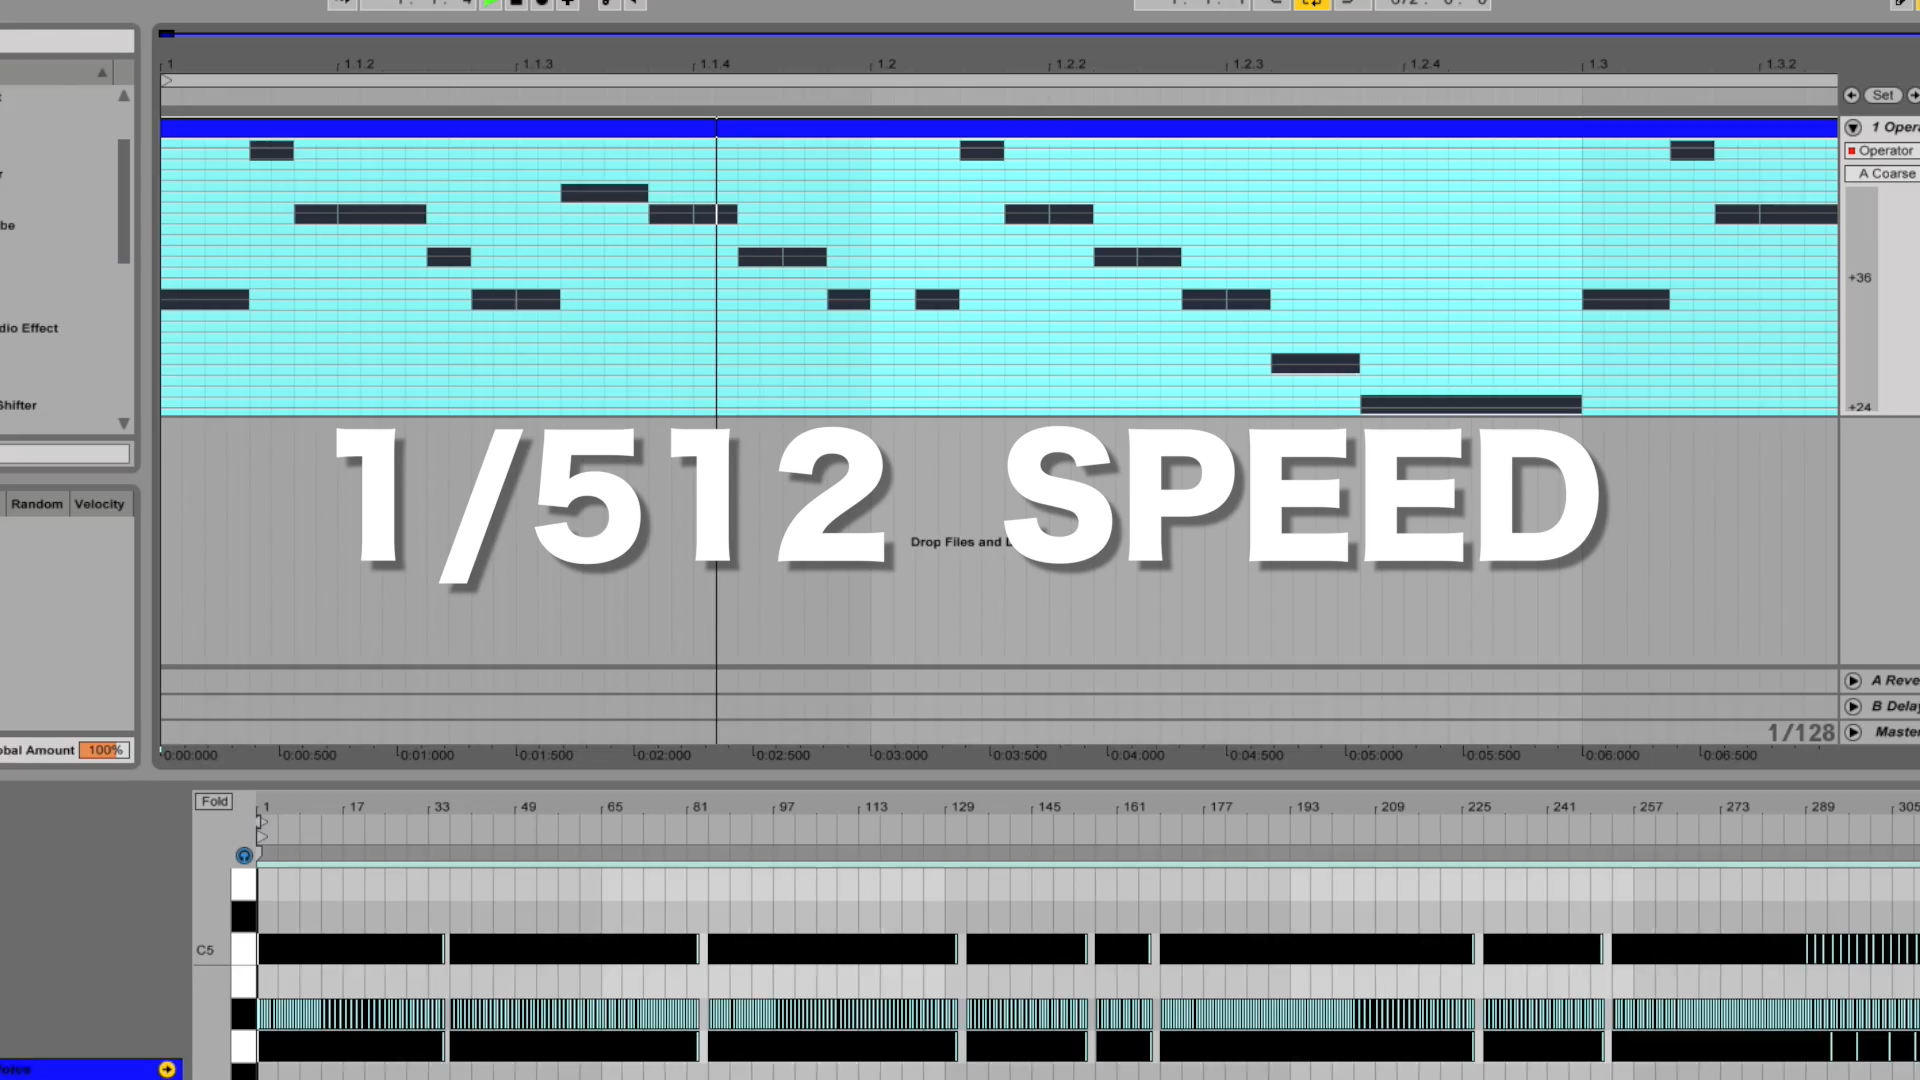 1 1.1.2 1.1.3 1.1.4 1.2 1.2.2 1.2.3 1.2.4 1.3 1.3.2
Set
1 Opera
Operator
A Coarse
be
+36
dio Effect
Shifter
+24
1/512 SPEED
Random Velocity
Drop Files and D
A Reve
B Delay
1/128 Master
obal Amount 100%
0:00:000 0:00:500 0:01:000 0:01:500 0:02:000 0:02:500 0:03:000 0:03:500 0:04:000 0:04:500 0:05:000 0:05:500 0:06:000 0:06:500
Fold
1 17 33 49 65 81 97 113 129 145 161 177 193 209 225 241 257 273 289 305
C5